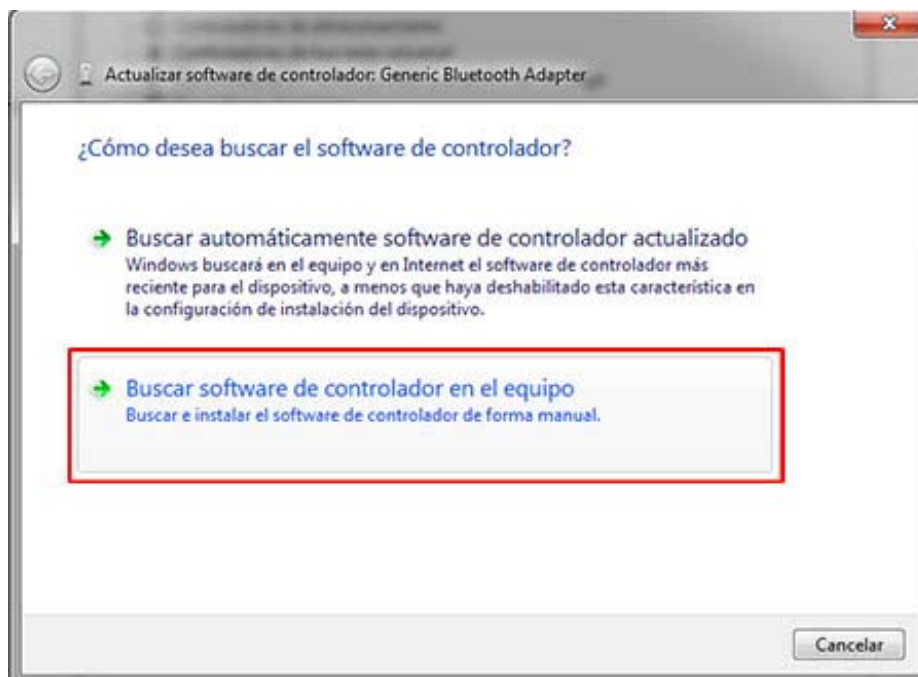 Actualizar software de controlador: Generic Bluetooth Adapter
¿Cómo desea buscar el software de controlador?
Buscar automáticamente software de controlador actualizado
Windows buscará en el equipo y en Internet el software de controlador más
reciente para el dispositivo, a menos que haya deshabilitado esta característica en
la configuración de instalación del dispositivo.
Buscar software de controlador en el equipo
Buscar e instalar el software de controlador de forma manual.
Cancelar